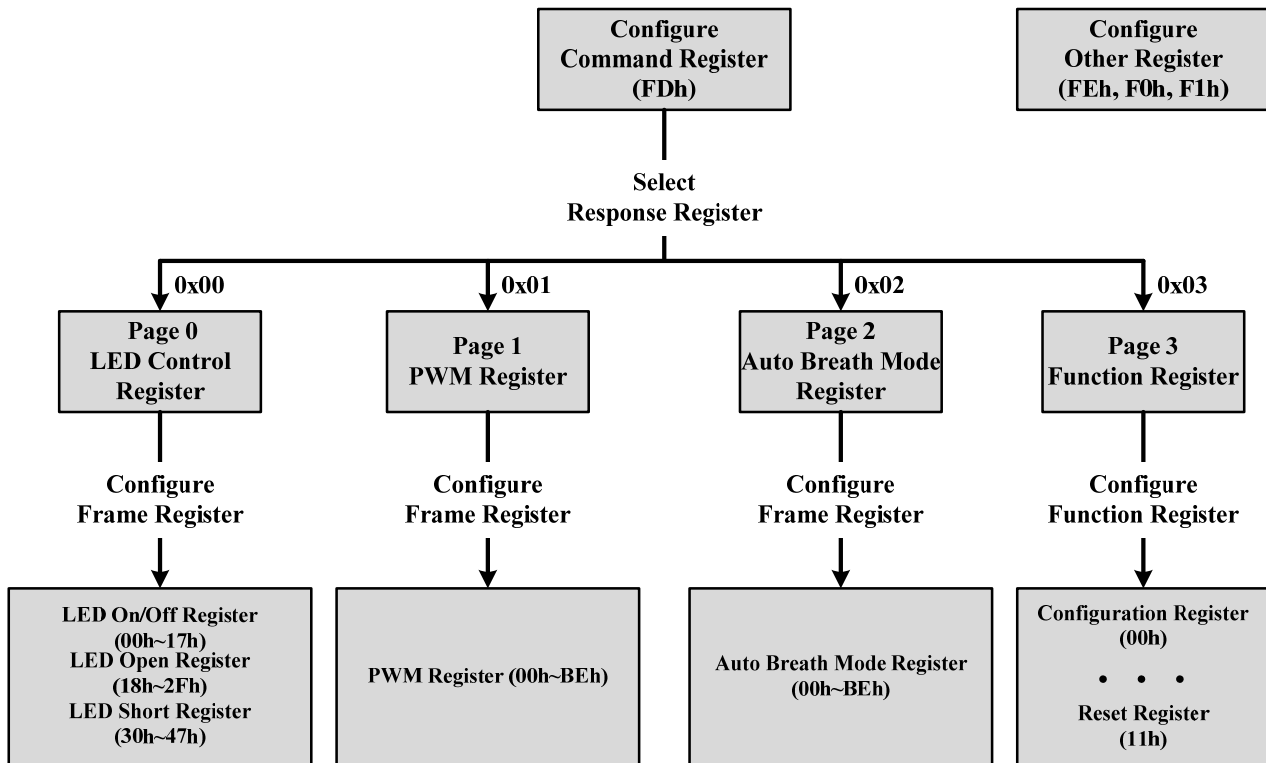 Configure
Command Register
(FDh)
Configure
Other Register
(FEh, F0h, F1h)
Select
Response Register
0x00
0x01
0x02
0x03
Page 0
LED Control
Register
Page 1
PWM Register
Page 2
Auto Breath Mode
Register
Page 3
Function Register
Configure
Frame Register
Configure
Frame Register
Configure
Frame Register
Configure
Function Register
LED On/Off Register
(00h~17h)
LED Open Register
(18h~2Fh)
LED Short Register
(30h~47h)
PWM Register (00h~BEh)
Auto Breath Mode Register
(00h~BEh)
Configuration Register
(00h)
• • •
Reset Register
(11h)